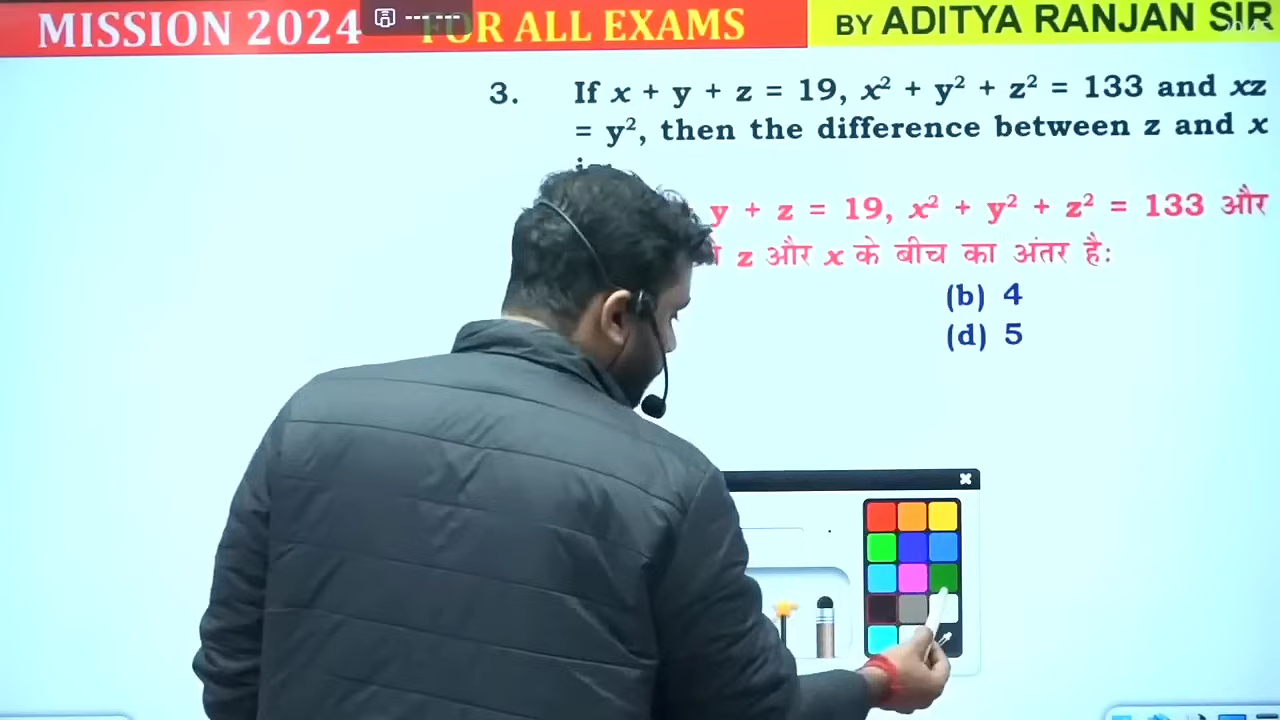 MISSION 2024 FOR ALL EXAMS
BY ADITYA RANJAN SIR
3. If x + y + z = 19, x² + y² + z² = 133 and xz
= y², then the difference between z and x
y + z = 19, x² + y² + z² = 133 और
z और x के बीच का अंतर है:
(b) 4
(d) 5